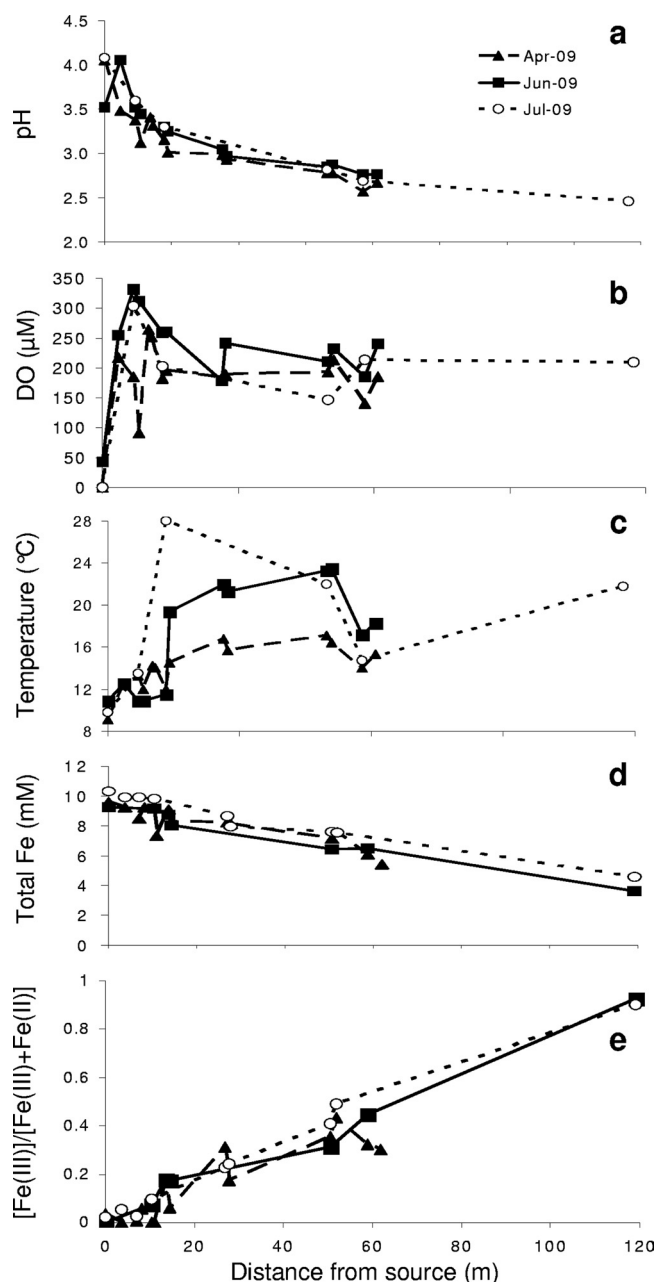 a
Apr-09
Jun-09
Jul-09
pH
4.5
4.0
3.5
3.0
2.5
2.0
b
DO (µM)
350
300
250
200
150
100
50
0
c
Temperature (°C)
28
24
20
16
12
8
d
Total Fe (mM)
12
10
8
6
4
2
0
e
[Fe(III)]/[Fe(III)+Fe(II)]
1
0.8
0.6
0.4
0.2
0
0 20 40 60 80 100 120
Distance from source (m)